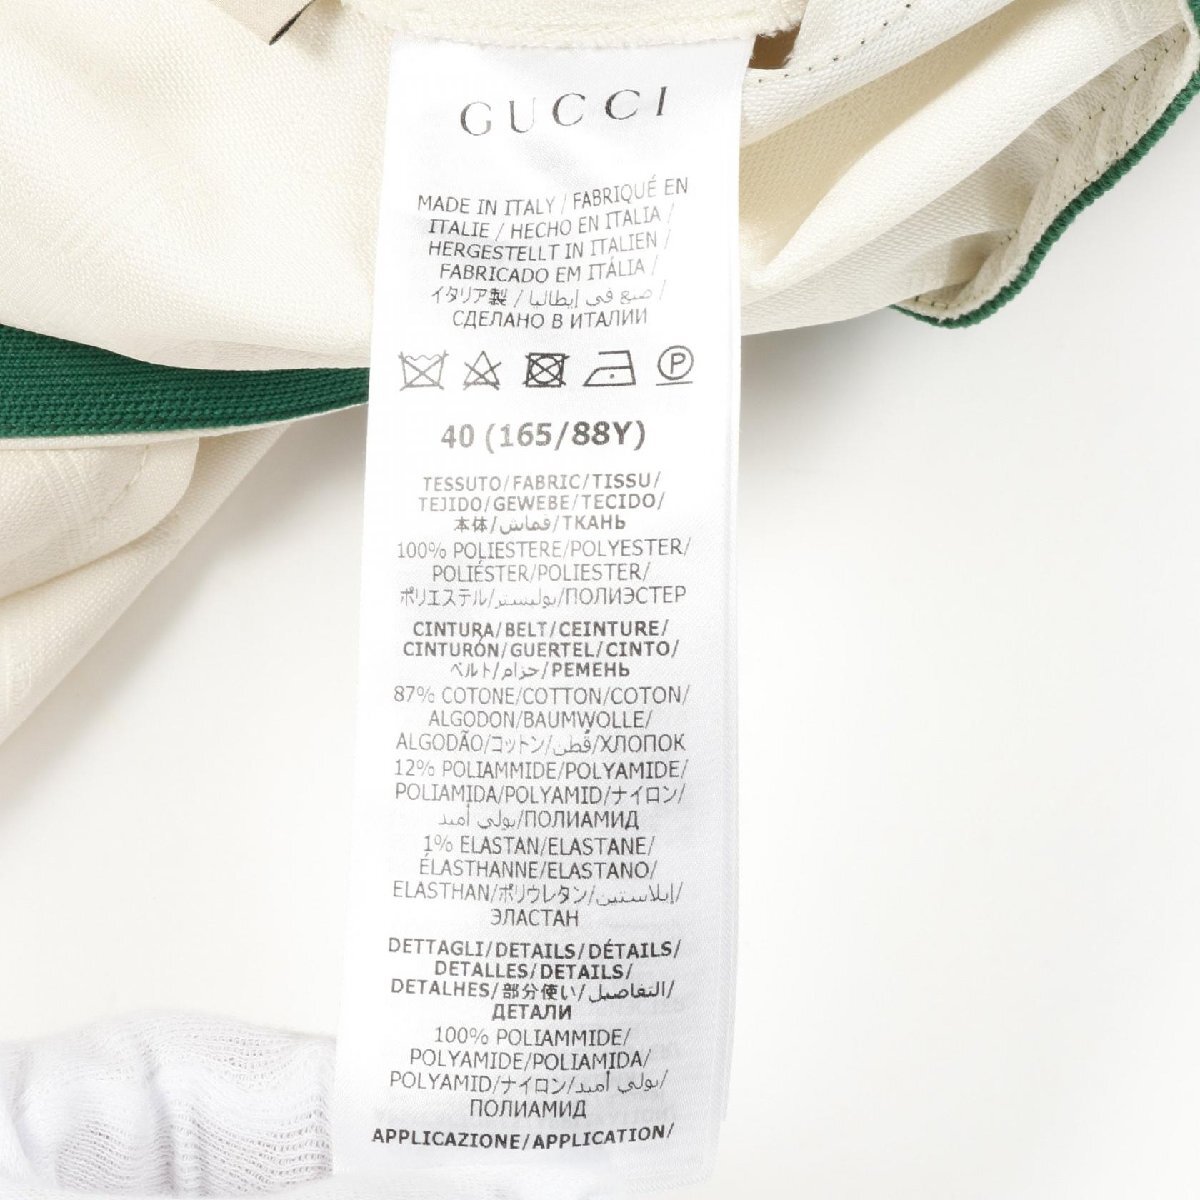 GUCCI
MADE IN ITALY / FABRIQUÉ EN
ITALIE / HECHO EN ITALIA /
HERGESTELLT IN ITALIEN /
FABRICADO EM ITÁLIA /
イタリア製 / صنع في إيطاليا /
СДЕЛАНО В ИТАЛИИ
P
40 (165/88Y)
TESSUTO/FABRIC/TISSU/
TEJIDO/GEWEBE/TECIDO/
本体/قماش/ТКАНЬ
100% POLIESTERE/POLYESTER/
POLIÉSTER/POLIESTER/
ポリエステル/بوليستر/ПОЛИЭСТЕР
CINTURA/BELT/CEINTURE/
CINTURÓN/GUERTEL/CINTO/
ベルト/حزام/РЕМЕНЬ
87% COTONE/COTTON/COTON/
ALGODON/BAUMWOLLE/
ALGODÃO/コットン/قُطن/ХЛОПОК
12% POLIAMMIDE/POLYAMIDE/
POLIAMIDA/POLYAMID/ナイロン/
بولي أميد/ПОЛИАМИД
1% ELASTAN/ELASTANE/
ÉLASTHANNE/ELASTANO/
ELASTHAN/ポリウレタン/إيلاستين/
ЭЛАСТАН
DETTAGLI/DETAILS/DÉTAILS/
DETALLES/DETAILS/
DETALHES/部分使い/التفاصيل/
ДЕТАЛИ
100% POLIAMMIDE/
POLYAMIDE/POLIAMIDA/
POLYAMID/ナイロン/بولي أميد/
ПОЛИАМИД
APPLICAZIONE/APPLICATION/